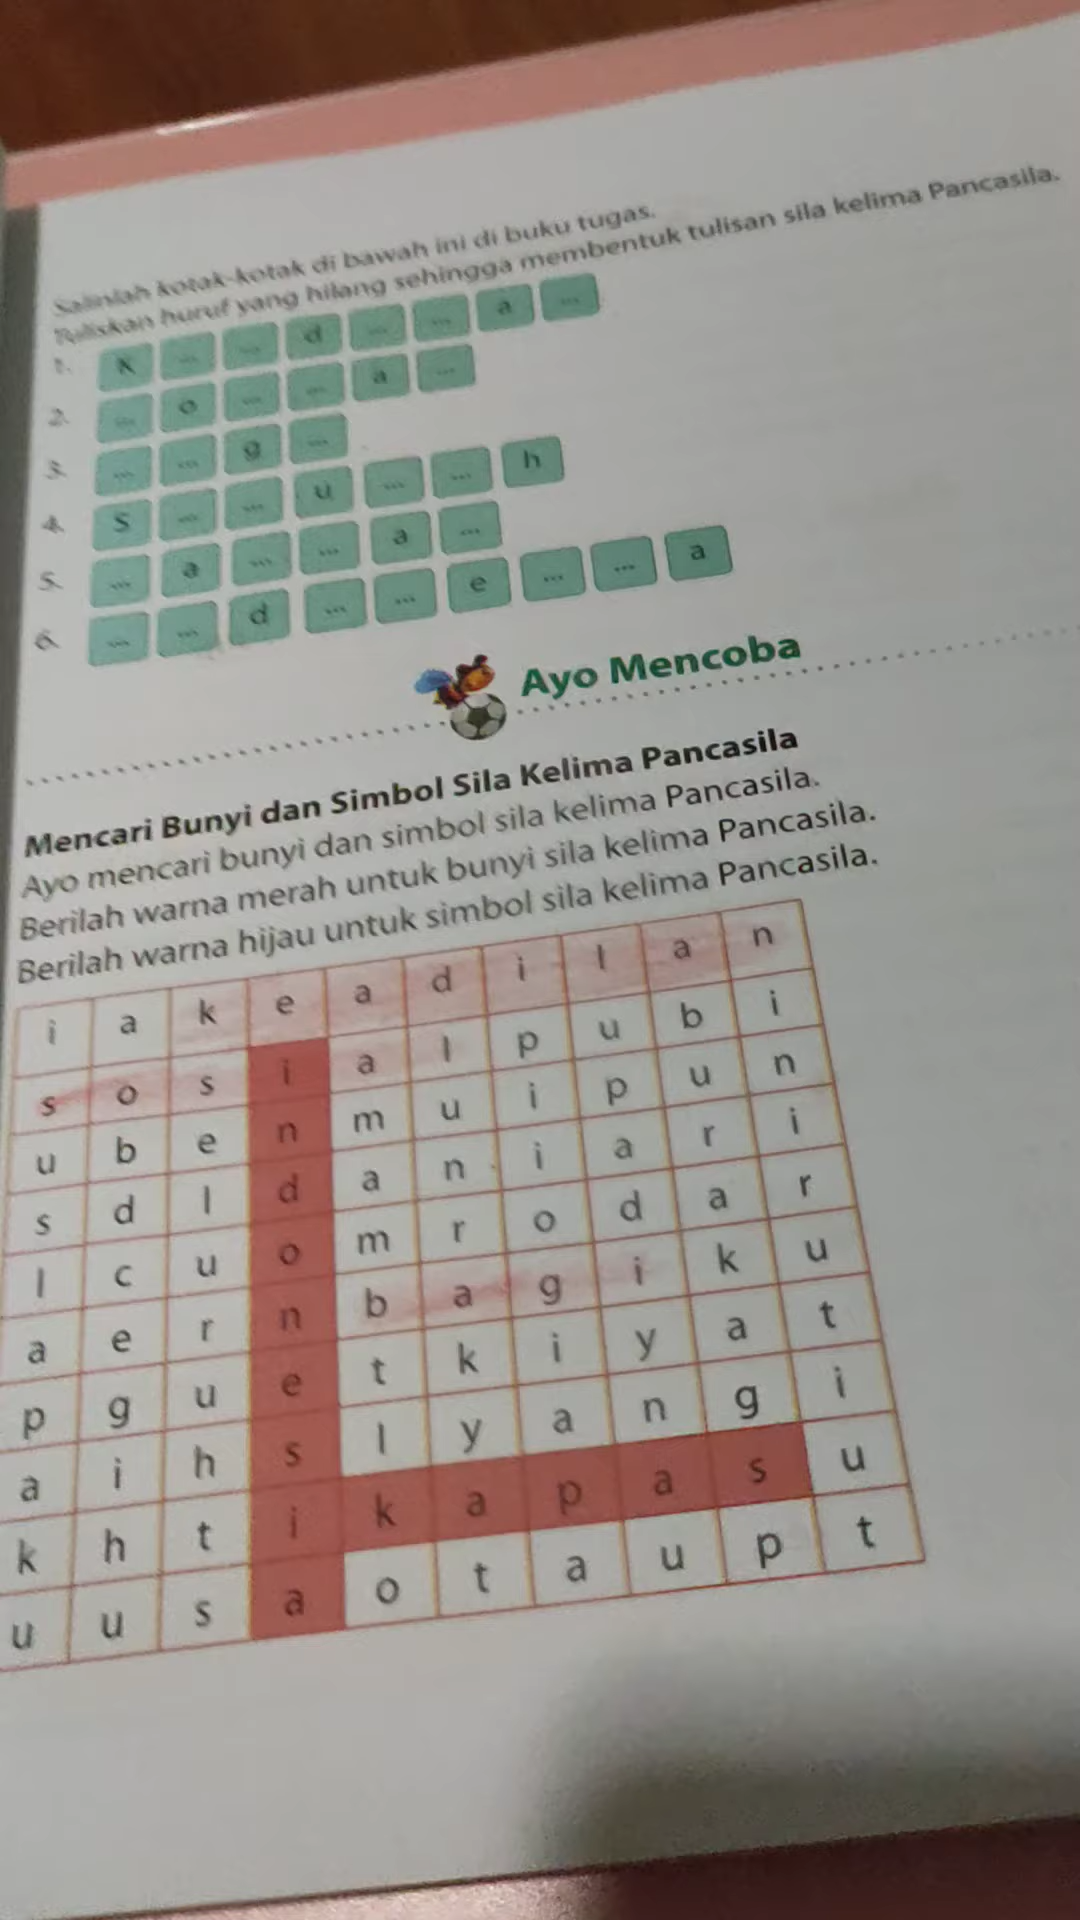 Salinlah kotak-kotak di bawah ini di buku tugas.
Tuliskan huruf yang hilang sehingga membentuk tulisan sila kelima Pancasila.
1. K ... ... d ... ... a ...
2. ... o ... ... a ...
3. ... ... g ...
4. S ... ... u ... ... h
5. ... a ... ... a ...
6. ... ... d ... ... e ... ... a
Ayo Mencoba
Mencari Bunyi dan Simbol Sila Kelima Pancasila
Ayo mencari bunyi dan simbol sila kelima Pancasila.
Berilah warna merah untuk bunyi sila kelima Pancasila.
Berilah warna hijau untuk simbol sila kelima Pancasila.
i a k e a d i l a n
s o s i a l p u b i
u b e n m u i p u n
s d l d a n i a r i
l c u o m r o d a r
a e r n b a g i k u
p g u e t k i y a t
a i h s l y a n g i
k h t i k a p a s u
u u s a o t a u p t